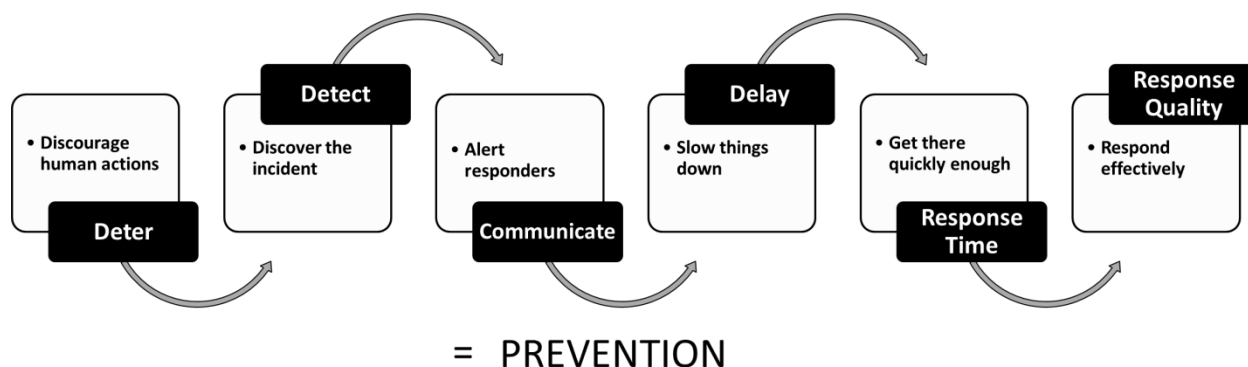 • Discourage
human actions
Deter
Detect
• Discover the
incident
• Alert
responders
Communicate
Delay
• Slow things
down
• Get there
quickly enough
Response
Time
Response
Quality
• Respond
effectively
= PREVENTION